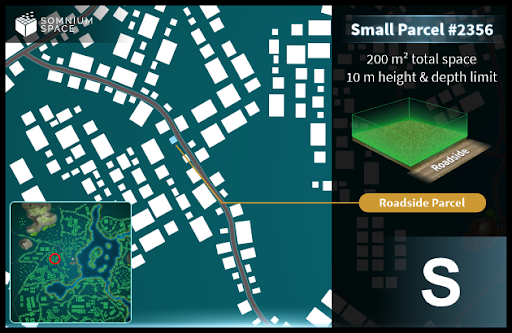 SOMNIUM
SPACE
Small Parcel #2356
200 m² total space
10 m height & depth limit
Roadside
Roadside Parcel
S